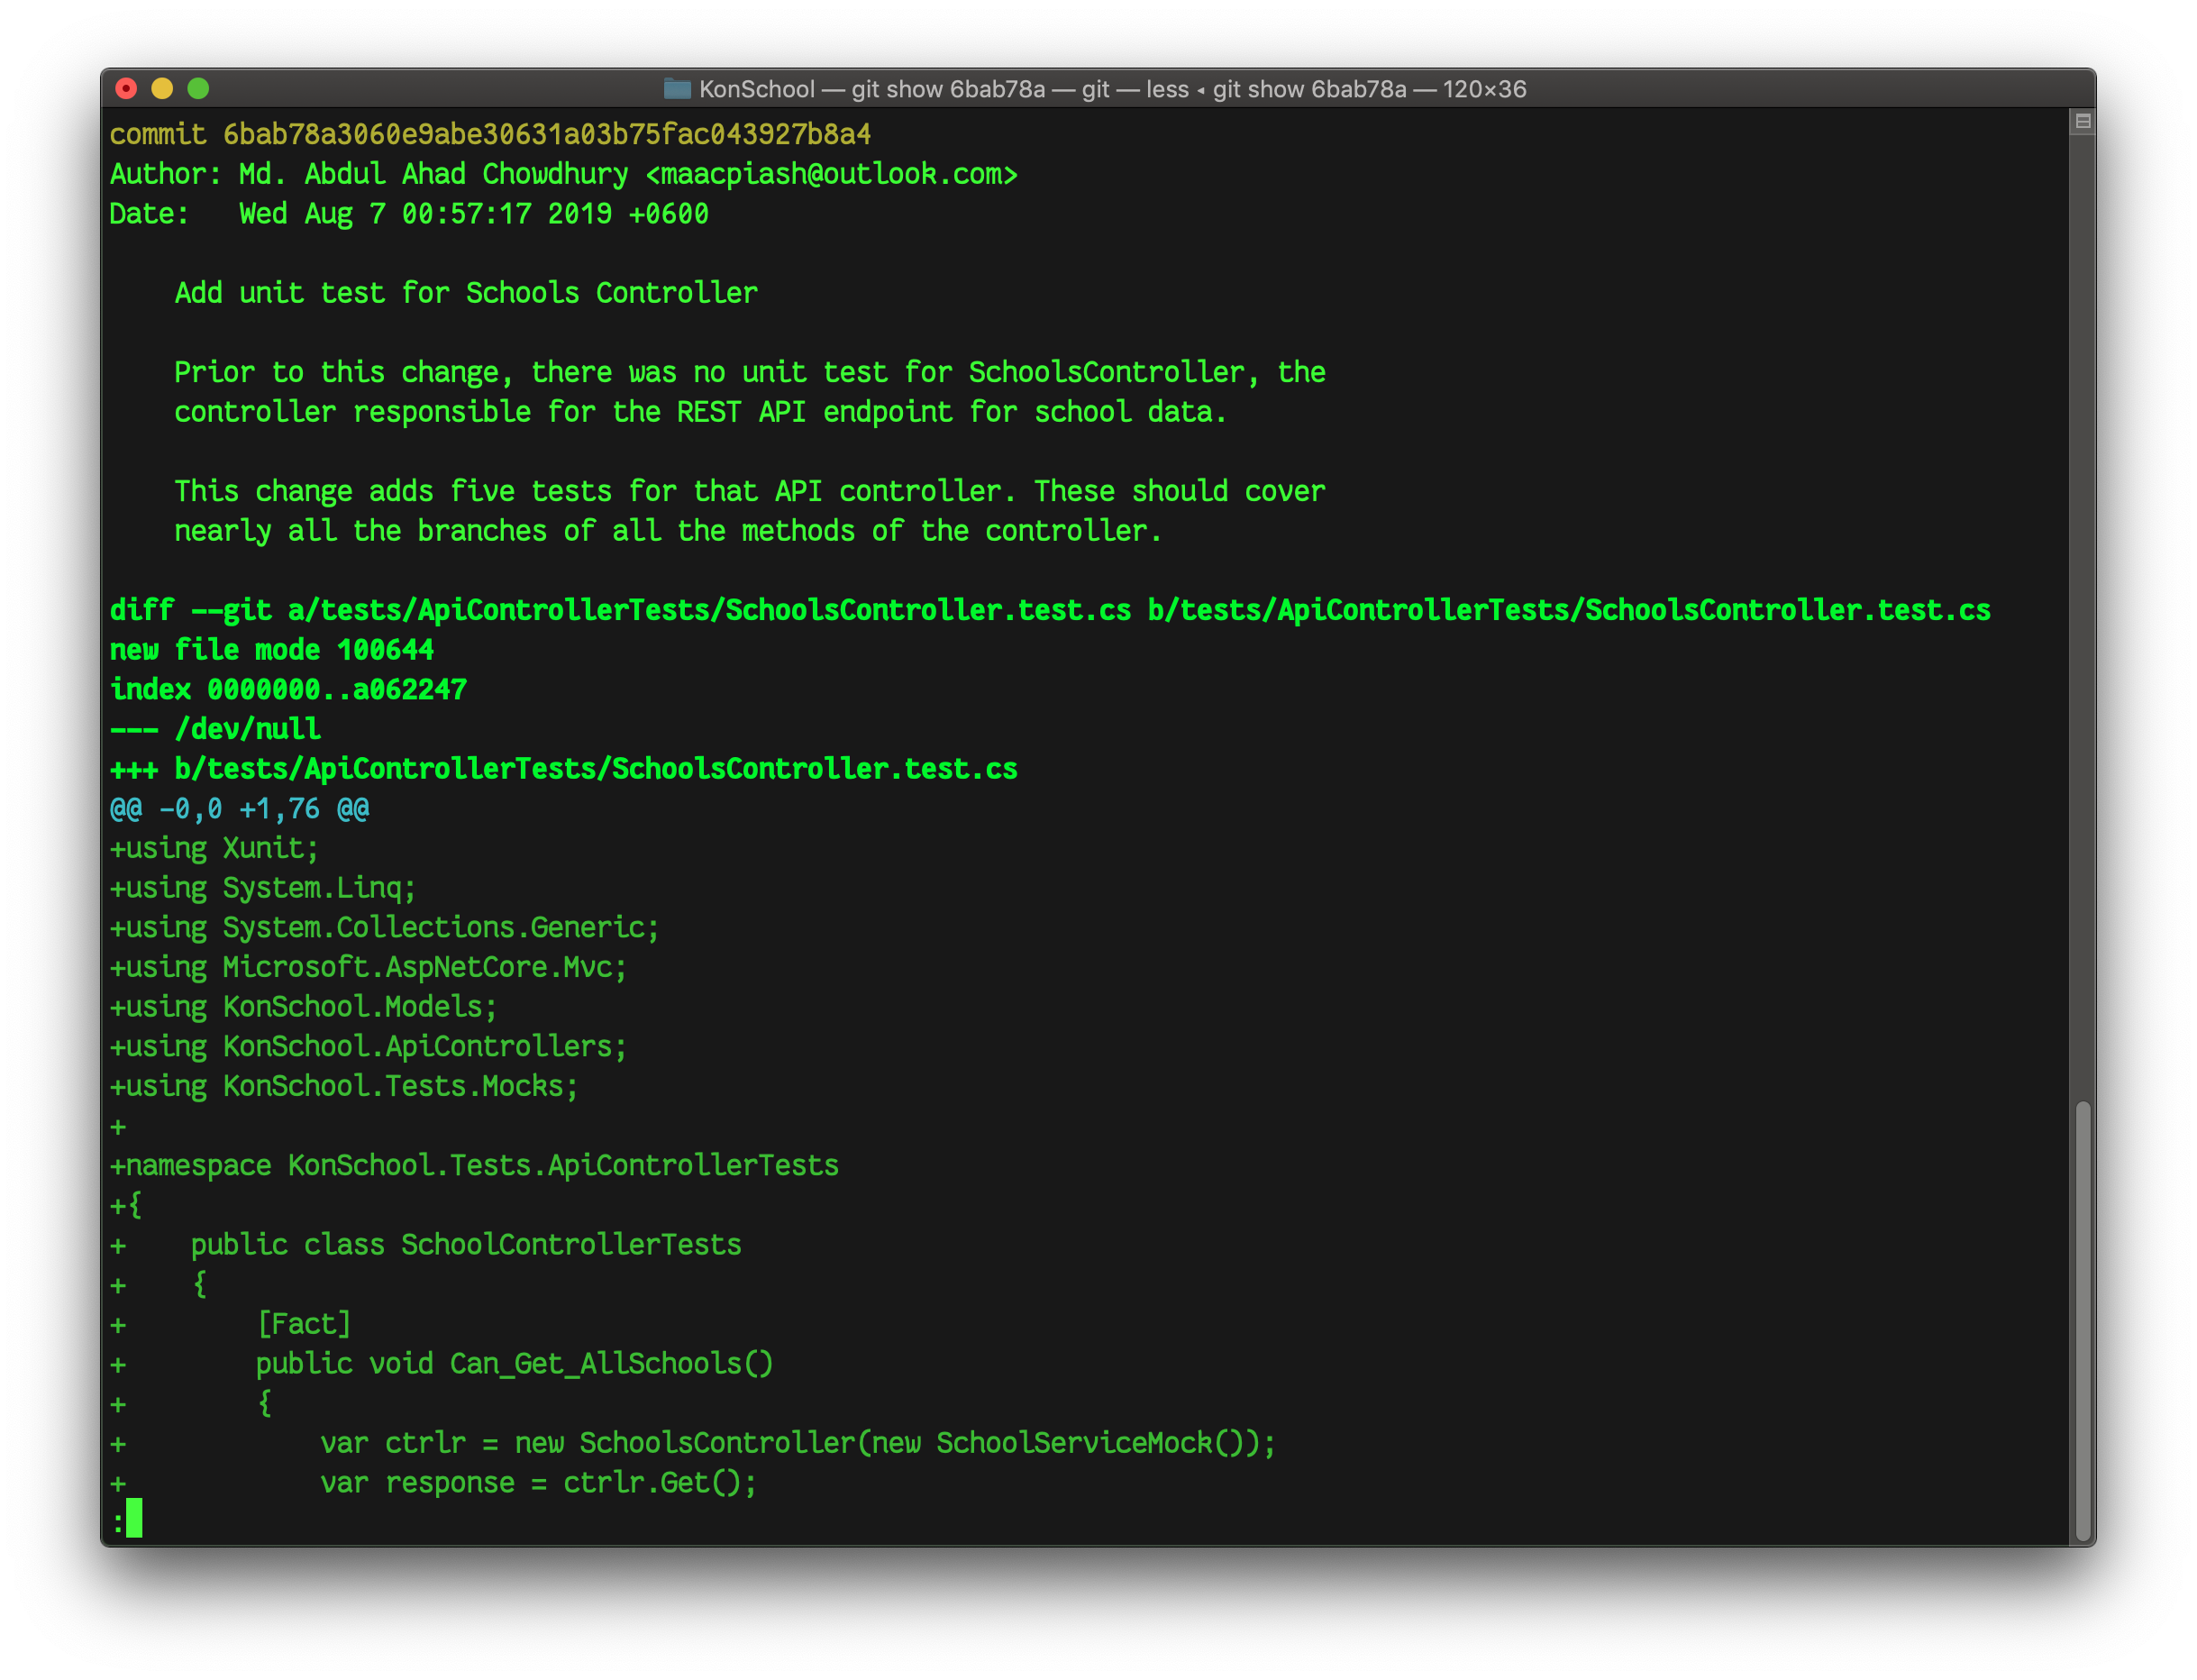 KonSchool — git show 6bab78a — git — less ◂ git show 6bab78a — 120×36
commit 6bab78a3060e9abe30631a03b75fac043927b8a4
Author: Md. Abdul Ahad Chowdhury <maacpiash@outlook.com>
Date:   Wed Aug 7 00:57:17 2019 +0600

    Add unit test for Schools Controller

    Prior to this change, there was no unit test for SchoolsController, the
    controller responsible for the REST API endpoint for school data.

    This change adds five tests for that API controller. These should cover
    nearly all the branches of all the methods of the controller.

diff --git a/tests/ApiControllerTests/SchoolsController.test.cs b/tests/ApiControllerTests/SchoolsController.test.cs
new file mode 100644
index 0000000..a062247
--- /dev/null
+++ b/tests/ApiControllerTests/SchoolsController.test.cs
@@ -0,0 +1,76 @@
+using Xunit;
+using System.Linq;
+using System.Collections.Generic;
+using Microsoft.AspNetCore.Mvc;
+using KonSchool.Models;
+using KonSchool.ApiControllers;
+using KonSchool.Tests.Mocks;
+
+namespace KonSchool.Tests.ApiControllerTests
+{
+    public class SchoolControllerTests
+    {
+        [Fact]
+        public void Can_Get_AllSchools()
+        {
+            var ctrlr = new SchoolsController(new SchoolServiceMock());
+            var response = ctrlr.Get();
: